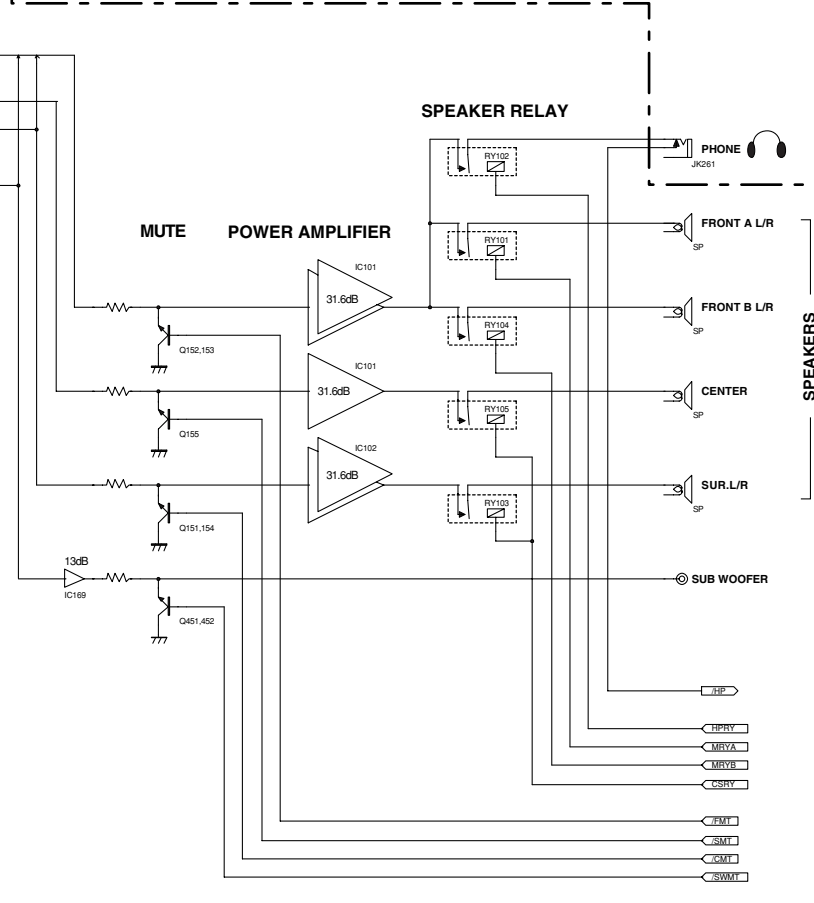 SPEAKER RELAY
RY102
PHONE
JK261
MUTE
POWER AMPLIFIER
RY101
FRONT A L/R
SP
IC101
31.6dB
RY104
FRONT B L/R
SP
Q152,153
IC101
31.6dB
RY105
CENTER
SP
Q155
IC102
31.6dB
RY103
SUR.L/R
SP
Q151,154
SPEAKERS
13dB
IC169
SUB WOOFER
Q451,452
/HP
HPRY
MRYA
MRYB
CSRY
/FMT
/SMT
/CMT
/SWMT